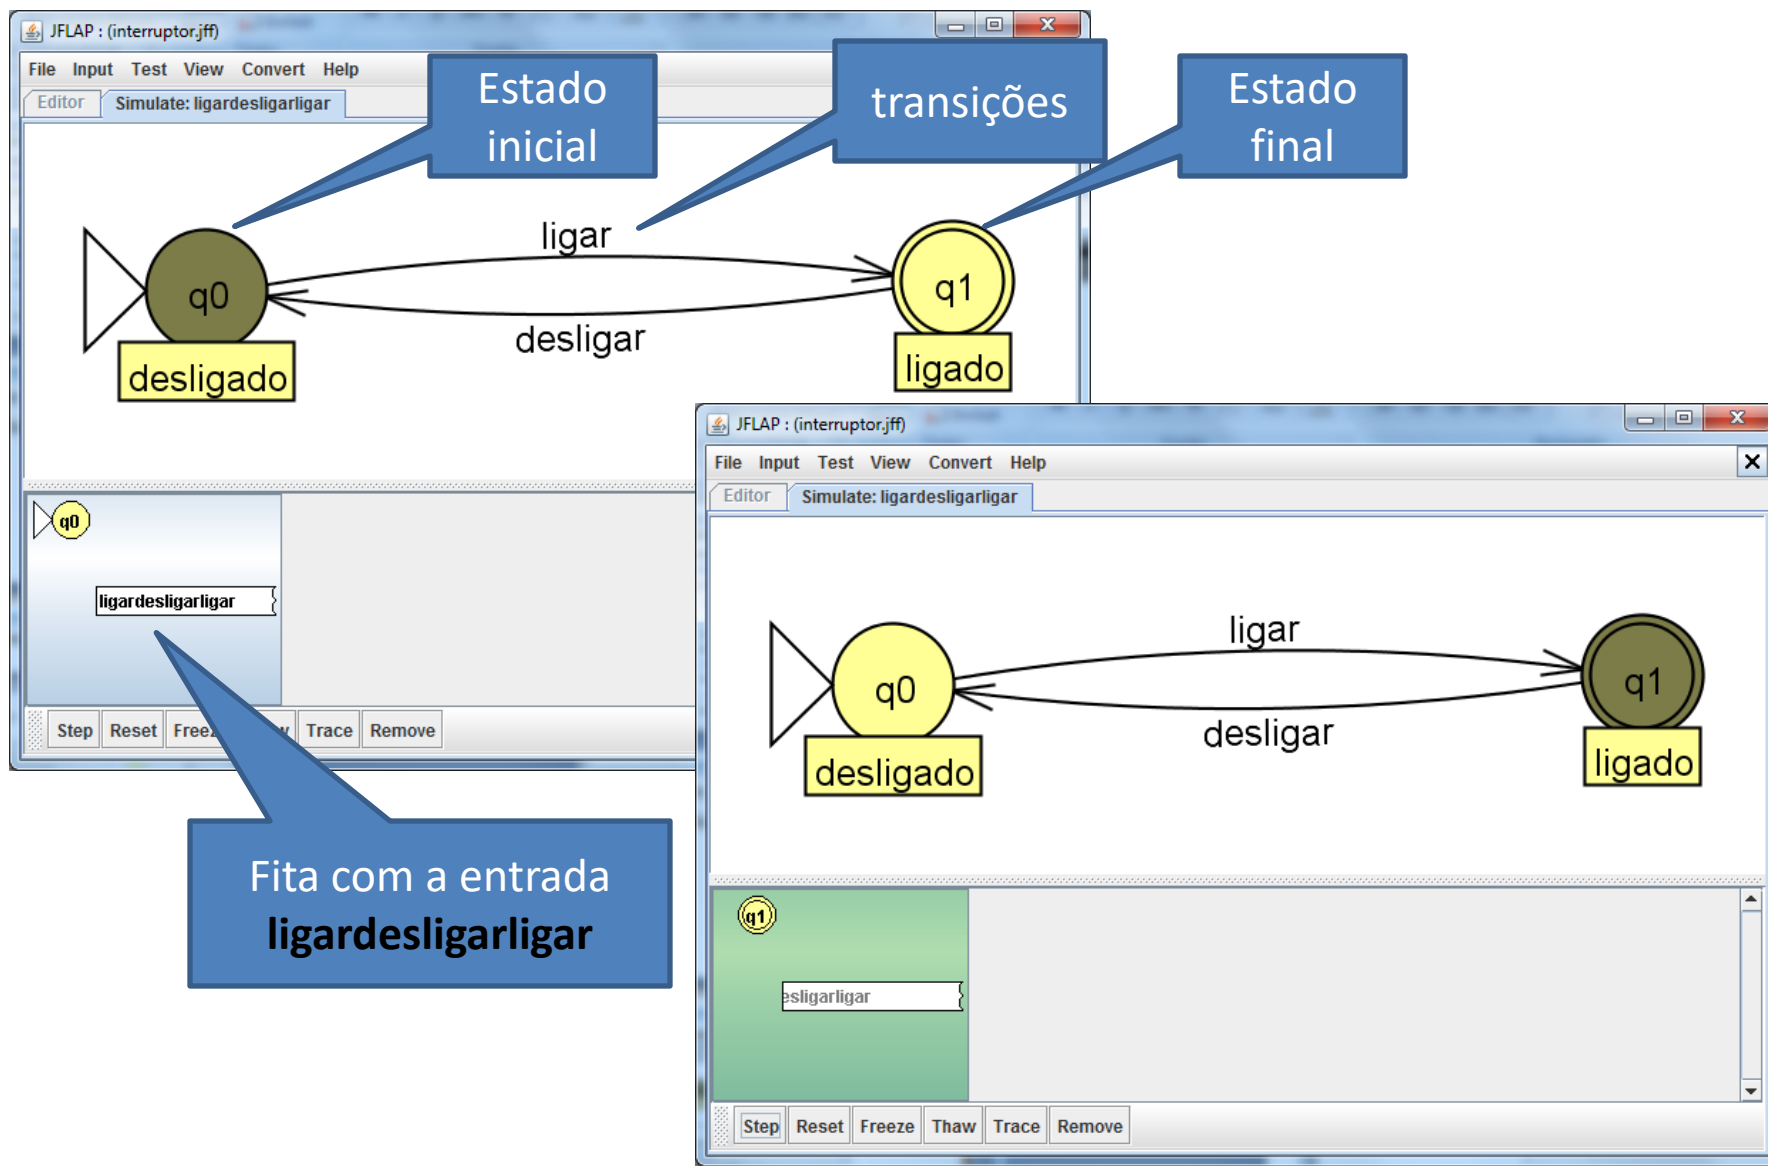 JFLAP : (interruptor.jff)
File Input Test View Convert Help
Editor Simulate: ligardesligarligar
Estado
inicial
transições
Estado
final
ligar
q0
q1
desligar
desligado
ligado
q0
ligardesligarligar
Step Reset Trace Remove
Fita com a entrada
ligardesligarligar
JFLAP : (interruptor.jff)
File Input Test View Convert Help
Editor Simulate: ligardesligarligar
ligar
q0
q1
desligar
desligado
ligado
q1
esligarligar
Step Reset Freeze Thaw Trace Remove